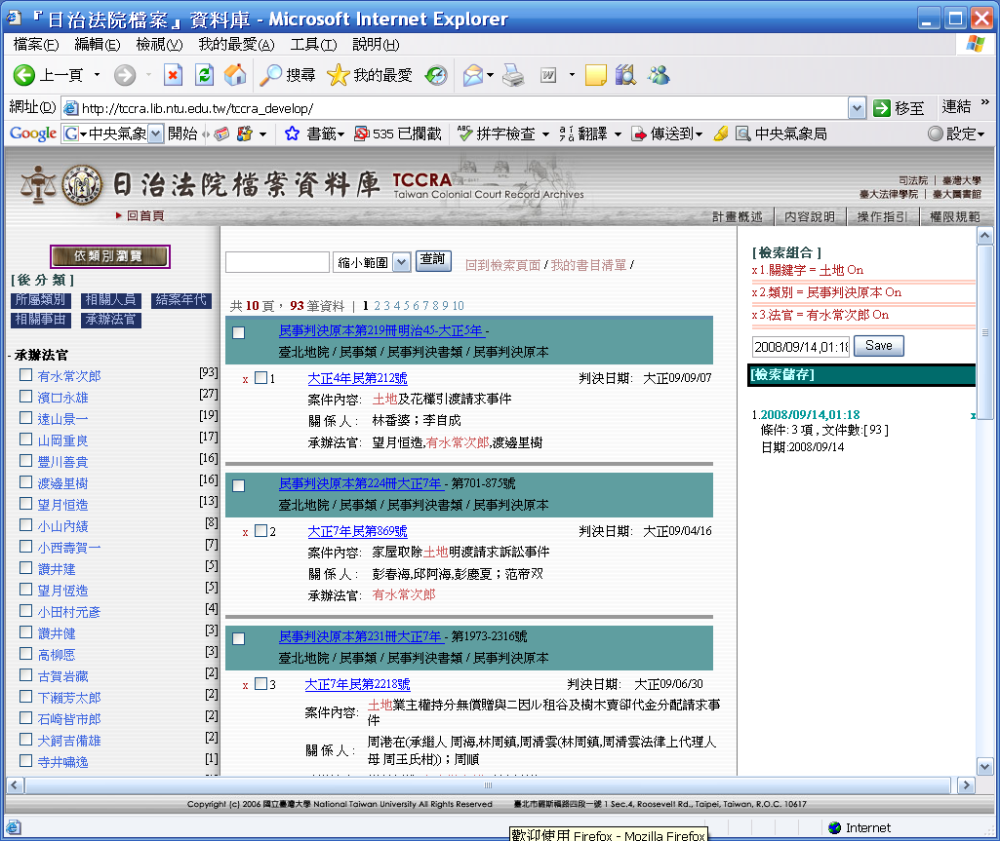 『日治法院檔案』資料庫 - Microsoft Internet Explorer
檔案(F) 編輯(E) 檢視(V) 我的最愛(A) 工具(T) 說明(H)
上一頁 搜尋 我的最愛
網址(D) http://tccra.lib.ntu.edu.tw/tccra_develop/ 移至 連結 »
Google 中央氣象 開始 書籤 535 已攔截 拼字檢查 翻譯 傳送到 中央氣象局 設定
日治法院檔案資料庫 TCCRA
Taiwan Colonial Court Record Archives
司法院 | 臺灣大學
臺大法律學院 | 臺大圖書館
回首頁
計畫概述 內容說明 操作指引 權限規範
依類別瀏覽
[後分類]
所屬類別 相關人員 結案年代
相關事由 承辦法官
- 承辦法官
有水常次郎 [93]
濱口永雄 [27]
遠山景一 [19]
山岡重良 [17]
豐川善貴 [16]
渡邊里樹 [16]
望月恒造 [13]
小山內績 [8]
小西壽賀一 [7]
讚井建 [5]
望月恆造 [5]
小田村元彥 [4]
讚井健 [3]
高柳愿 [3]
古賀岩藏 [2]
下瀨芳太郎 [2]
石崎皆市郎 [2]
犬飼吉備雄 [2]
寺井嘯逸 [1]
縮小範圍 查詢 回到檢索頁面 / 我的書目清單 /
共 10 頁， 93 筆資料 | 1 2 3 4 5 6 7 8 9 10
民事判決原本第219冊明治45-大正5年 -
臺北地院 / 民事類 / 民事判決書類 / 民事判決原本
x 1 大正4年民第212號 判決日期: 大正09/09/07
案件內容: 土地及花欉引渡請求事件
關 係 人: 林番婆；李自成
承辦法官: 望月恒造,有水常次郎,渡邊里樹
民事判決原本第224冊大正7年 - 第701-875號
臺北地院 / 民事類 / 民事判決書類 / 民事判決原本
x 2 大正7年民第869號 判決日期: 大正09/04/16
案件內容: 家屋取除土地明渡請求訴訟事件
關 係 人: 彭春海,邱阿海,彭慶夏；范帝双
承辦法官: 有水常次郎
民事判決原本第231冊大正7年 - 第1973-2316號
臺北地院 / 民事類 / 民事判決書類 / 民事判決原本
x 3 大正7年民第2218號 判決日期: 大正09/06/30
案件內容: 土地業主權持分無償贈與ニ因ル租谷及樹木賣卻代金分配請求事
件
關 係 人: 周港在(承繼人 周海,林周鎮,周濇雲(林周鎮,周濇雲法律上代理人
母 周王氏柑))；周順
[檢索組合 ]
x 1.關鍵字 = 土地 On
x 2.類別 = 民事判決原本 On
x 3.法官 = 有水常次郎 On
2008/09/14,01:18 Save
[檢索儲存]
1.2008/09/14,01:18 x
條件: 3 項 , 文件數:[ 93 ]
日期:2008/09/14
Copyright (c) 2006 國立臺灣大學 National Taiwan University All Rights Reserved 臺北市羅斯福路四段一號 1 Sec.4, Roosevelt Rd., Taipei, Taiwan, R.O.C. 10617
Internet
歡迎使用 Firefox - Mozilla Firefox